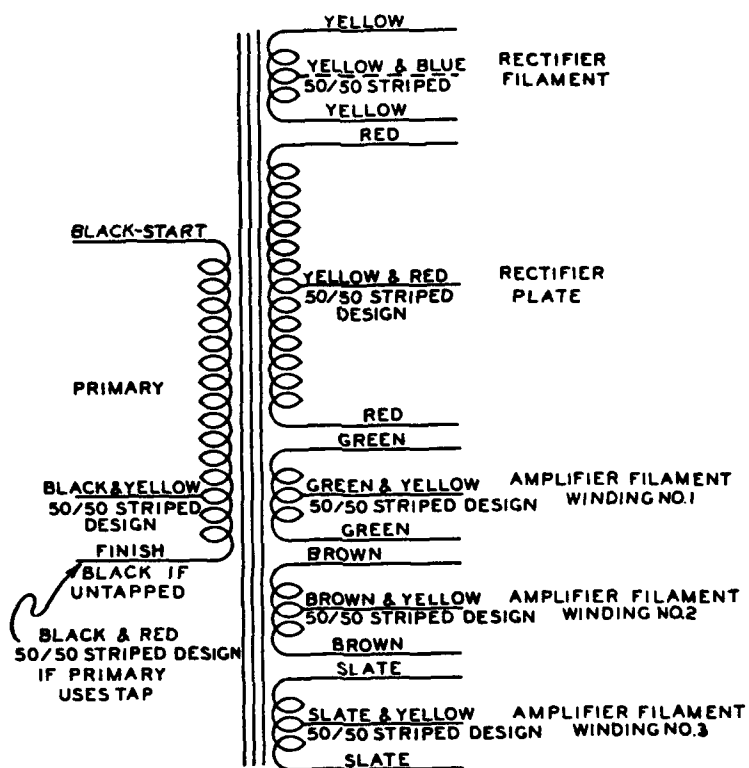 YELLOW
YELLOW & BLUE
50/50 STRIPED
YELLOW
RECTIFIER
FILAMENT
RED
YELLOW & RED
50/50 STRIPED
DESIGN
RED
RECTIFIER
PLATE
BLACK-START
PRIMARY
BLACK&YELLOW
50/50 STRIPED
DESIGN
FINISH
BLACK IF
UNTAPPED
BLACK & RED
50/50 STRIPED DESIGN
IF PRIMARY
USES TAP
GREEN
GREEN & YELLOW
50/50 STRIPED DESIGN
GREEN
AMPLIFIER FILAMENT
WINDING NO.1
BROWN
BROWN & YELLOW
50/50 STRIPED DESIGN
BROWN
AMPLIFIER FILAMENT
WINDING NO.2
SLATE
SLATE & YELLOW
50/50 STRIPED DESIGN
SLATE
AMPLIFIER FILAMENT
WINDING NO.3